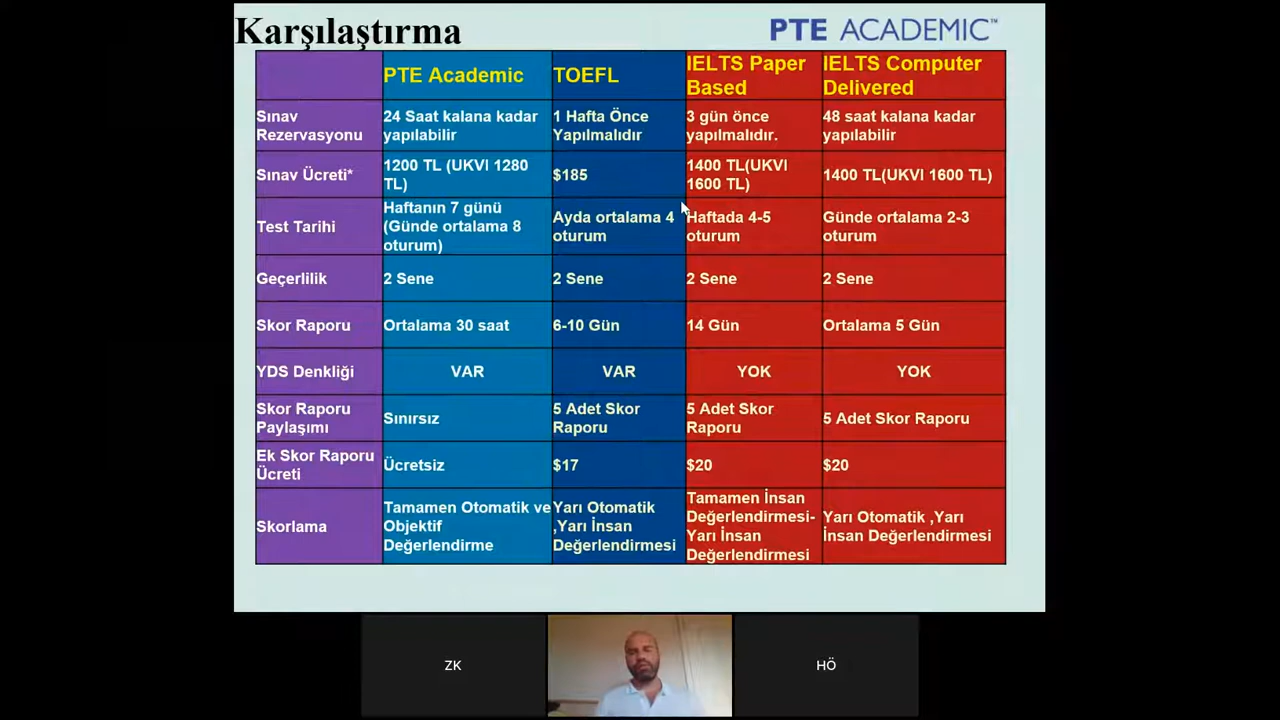 Karşılaştırma
PTE ACADEMIC™
PTE Academic
TOEFL
IELTS Paper
Based
IELTS Computer
Delivered
Sınav
Rezervasyonu
24 Saat kalana kadar
yapılabilir
1 Hafta Önce
Yapılmalıdır
3 gün önce
yapılmalıdır.
48 saat kalana kadar
yapılabilir
Sınav Ücreti*
1200 TL (UKVI 1280
TL)
$185
1400 TL(UKVI
1600 TL)
1400 TL(UKVI 1600 TL)
Test Tarihi
Haftanın 7 günü
(Günde ortalama 8
oturum)
Ayda ortalama 4
oturum
Haftada 4-5
oturum
Günde ortalama 2-3
oturum
Geçerlilik
2 Sene
2 Sene
2 Sene
2 Sene
Skor Raporu
Ortalama 30 saat
6-10 Gün
14 Gün
Ortalama 5 Gün
YDS Denkliği
VAR
VAR
YOK
YOK
Skor Raporu
Paylaşımı
Sınırsız
5 Adet Skor
Raporu
5 Adet Skor
Raporu
5 Adet Skor Raporu
Ek Skor Raporu
Ücreti
Ücretsiz
$17
$20
$20
Skorlama
Tamamen Otomatik ve
Objektif
Değerlendirme
Yarı Otomatik
,Yarı İnsan
Değerlendirmesi
Tamamen İnsan
Değerlendirmesi-
Yarı İnsan
Değerlendirmesi
Yarı Otomatik ,Yarı
İnsan Değerlendirmesi
ZK
HÖ